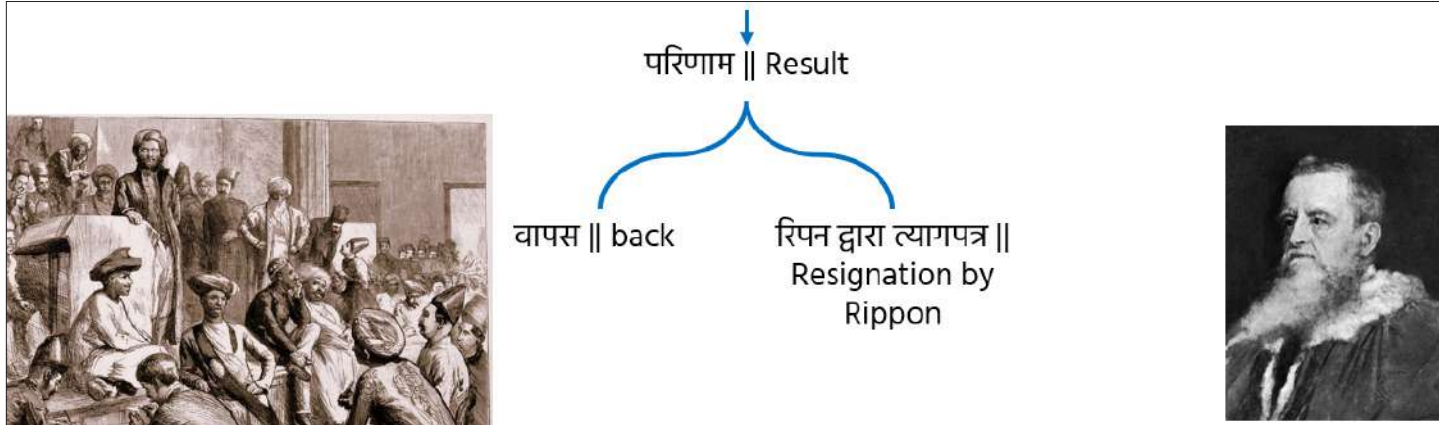 परिणाम || Result
वापस || back
रिपन द्वारा त्यागपत्र ||
Resignation by
Rippon